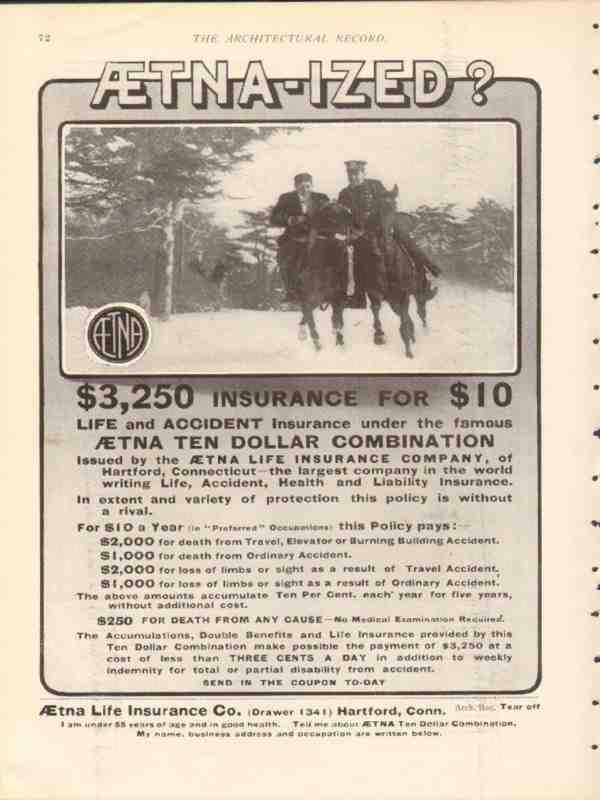 72
THE ARCHITECTURAL RECORD.
ÆTNA-IZED?
ÆTNA
$3,250 INSURANCE FOR $10
LIFE and ACCIDENT Insurance under the famous
ÆTNA TEN DOLLAR COMBINATION
Issued by the ÆTNA LIFE INSURANCE COMPANY, of
Hartford, Connecticut—the largest company in the world
writing Life, Accident, Health and Liability Insurance.
In extent and variety of protection this policy is without
a rival.
For $10 a Year (in "Preferred" Occupations) this Policy pays:—
$2,000 for death from Travel, Elevator or Burning Building Accident.
$1,000 for death from Ordinary Accident.
$2,000 for loss of limbs or sight as a result of Travel Accident.
$1,000 for loss of limbs or sight as a result of Ordinary Accident.
The above amounts accumulate Ten Per Cent. each year for five years,
without additional cost.
$250 FOR DEATH FROM ANY CAUSE—No Medical Examination Required.
The Accumulations, Double Benefits and Life Insurance provided by this
Ten Dollar Combination make possible the payment of $3,250 at a
cost of less than THREE CENTS A DAY in addition to weekly
indemnity for total or partial disability from accident.
SEND IN THE COUPON TO-DAY
Ætna Life Insurance Co. (Drawer 1341) Hartford, Conn. Arch. Rec. Tear off
I am under 55 years of age and in good health. Tell me about ÆTNA Ten Dollar Combination.
My name, business address and occupation are written below.